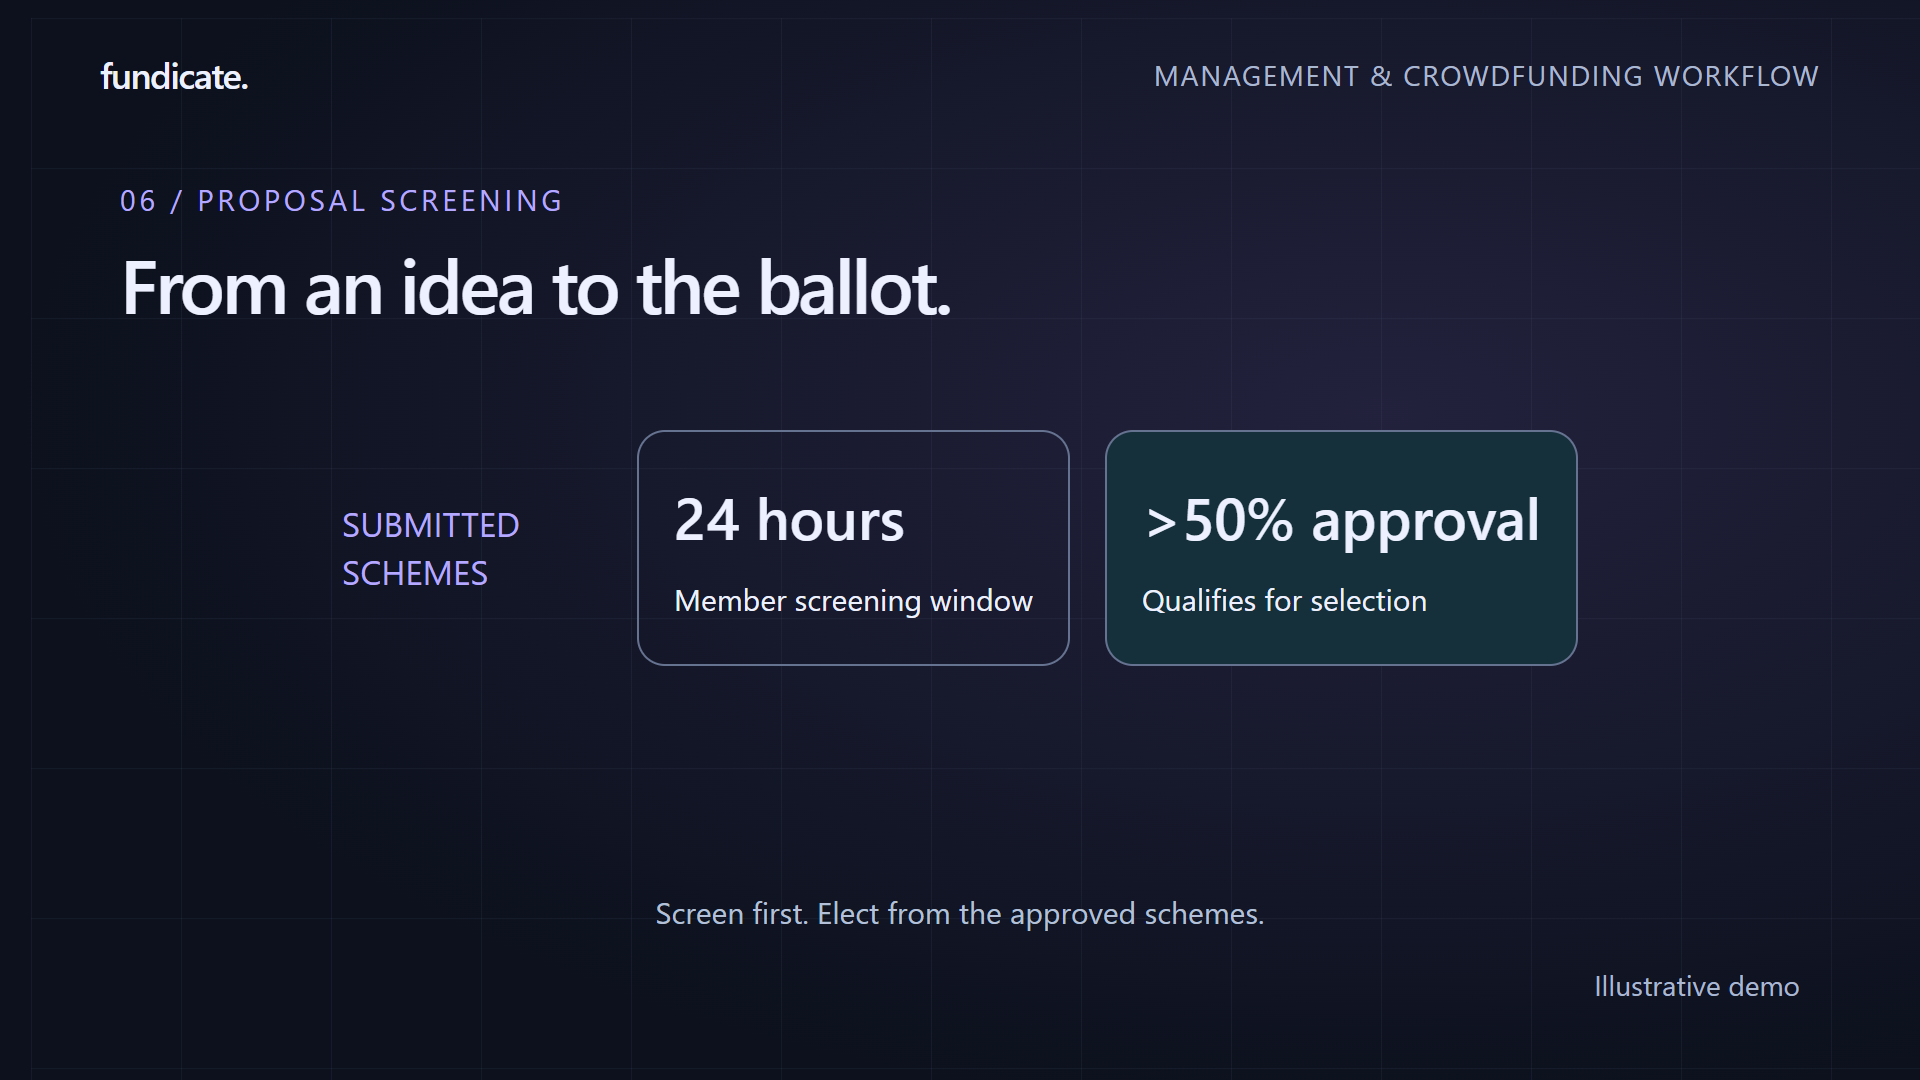 fundicate.
MANAGEMENT & CROWDFUNDING WORKFLOW
06 / PROPOSAL SCREENING
From an idea to the ballot.
SUBMITTED
SCHEMES
24 hours
Member screening window
>50% approval
Qualifies for selection
Screen first. Elect from the approved schemes.
Illustrative demo